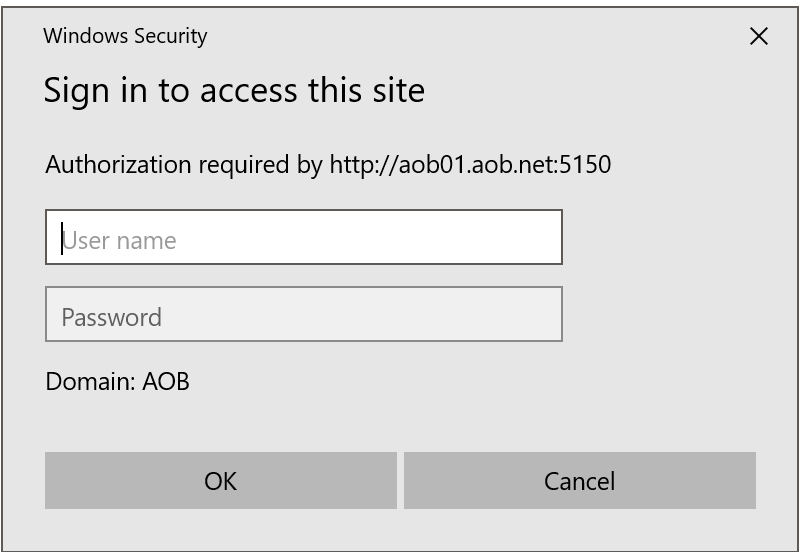 Windows Security
Sign in to access this site
Authorization required by http://aob01.aob.net:5150
User name
Password
Domain: AOB
OK
Cancel